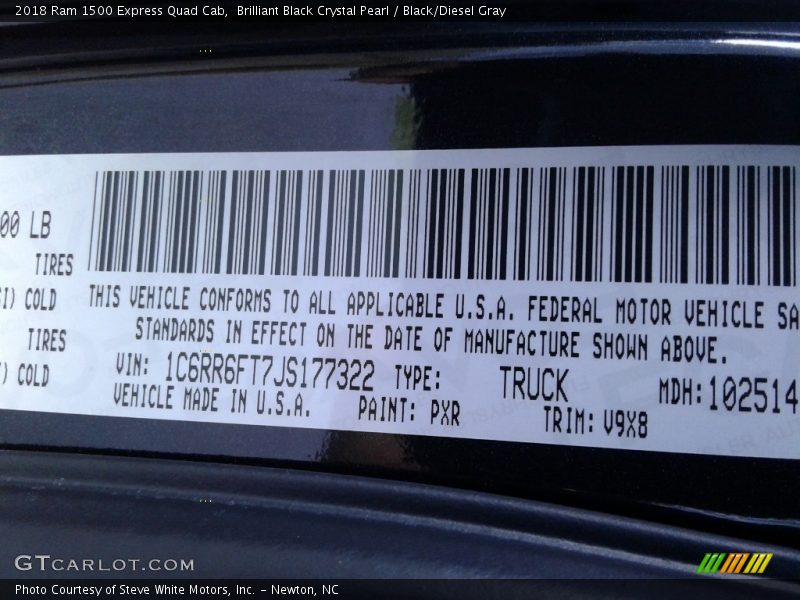 2018 Ram 1500 Express Quad Cab,  Brilliant Black Crystal Pearl / Black/Diesel Gray
00 LB
TIRES
COLD
TIRES
COLD
THIS VEHICLE CONFORMS TO ALL APPLICABLE U.S.A. FEDERAL MOTOR VEHICLE SA
STANDARDS IN EFFECT ON THE DATE OF MANUFACTURE SHOWN ABOVE.
VIN: 1C6RR6FT7JS177322 TYPE: TRUCK MDH:102514
VEHICLE MADE IN U.S.A. PAINT: PXR TRIM: V9X8
GTCARLOT.COM
Photo Courtesy of Steve White Motors, Inc. – Newton, NC